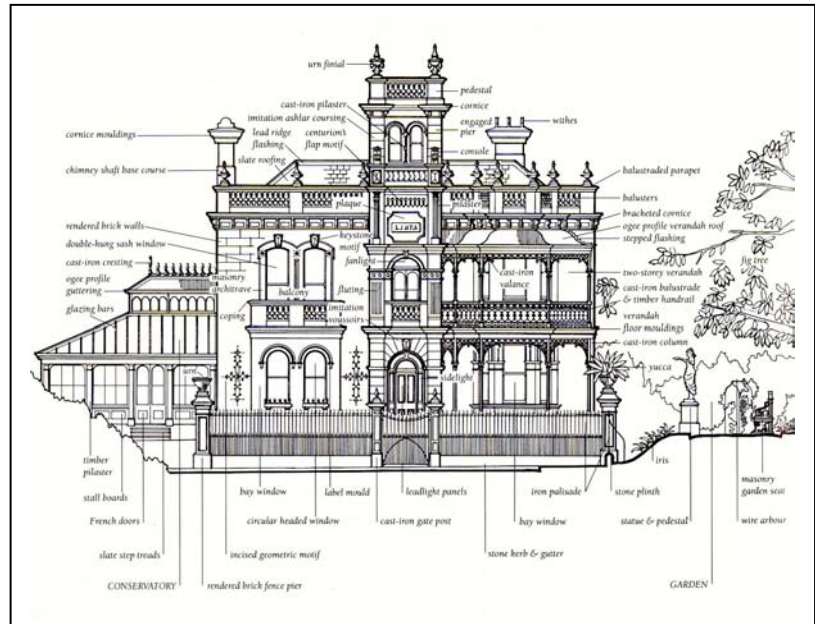 urn finial
pedestal
cast-iron pilaster
cornice
imitation ashlar coursing
engaged
pier
withes
cornice mouldings
lead ridge
flashing
centurion's
flap motif
slate roofing
console
chimney shaft base course
balustraded parapet
plaque
pilaster
balusters
bracketed cornice
rendered brick walls
keystone
motif
ogee profile verandah roof
stepped flashing
double-hung sash window
fanlight
cast-iron cresting
cast-iron
valance
two-storey verandah
fig tree
ogee profile
guttering
masonry
architrave
balcony
fluting
cast-iron balustrade
& timber handrail
glazing bars
coping
imitation
voussoirs
verandah
floor mouldings
cast-iron column
urn
sidelight
yucca
timber
pilaster
iris
stall boards
bay window
label mould
leadlight panels
iron palisade
stone plinth
masonry
garden seat
French doors
circular headed window
cast-iron gate post
bay window
statue & pedestal
wire arbour
slate step treads
incised geometric motif
stone kerb & gutter
CONSERVATORY
rendered brick fence pier
GARDEN